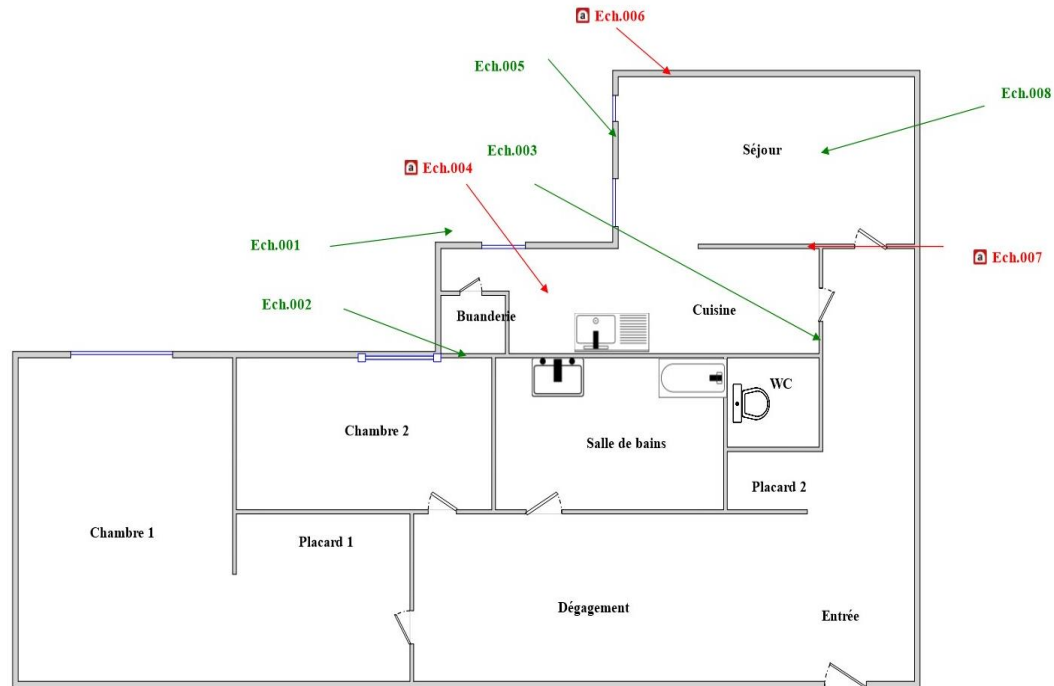 a Ech.006
Ech.005
Ech.008
Ech.003
Séjour
a Ech.004
Ech.001
a Ech.007
Ech.002
Buanderie
Cuisine
WC
Chambre 2
Salle de bains
Placard 2
Chambre 1
Placard 1
Dégagement
Entrée